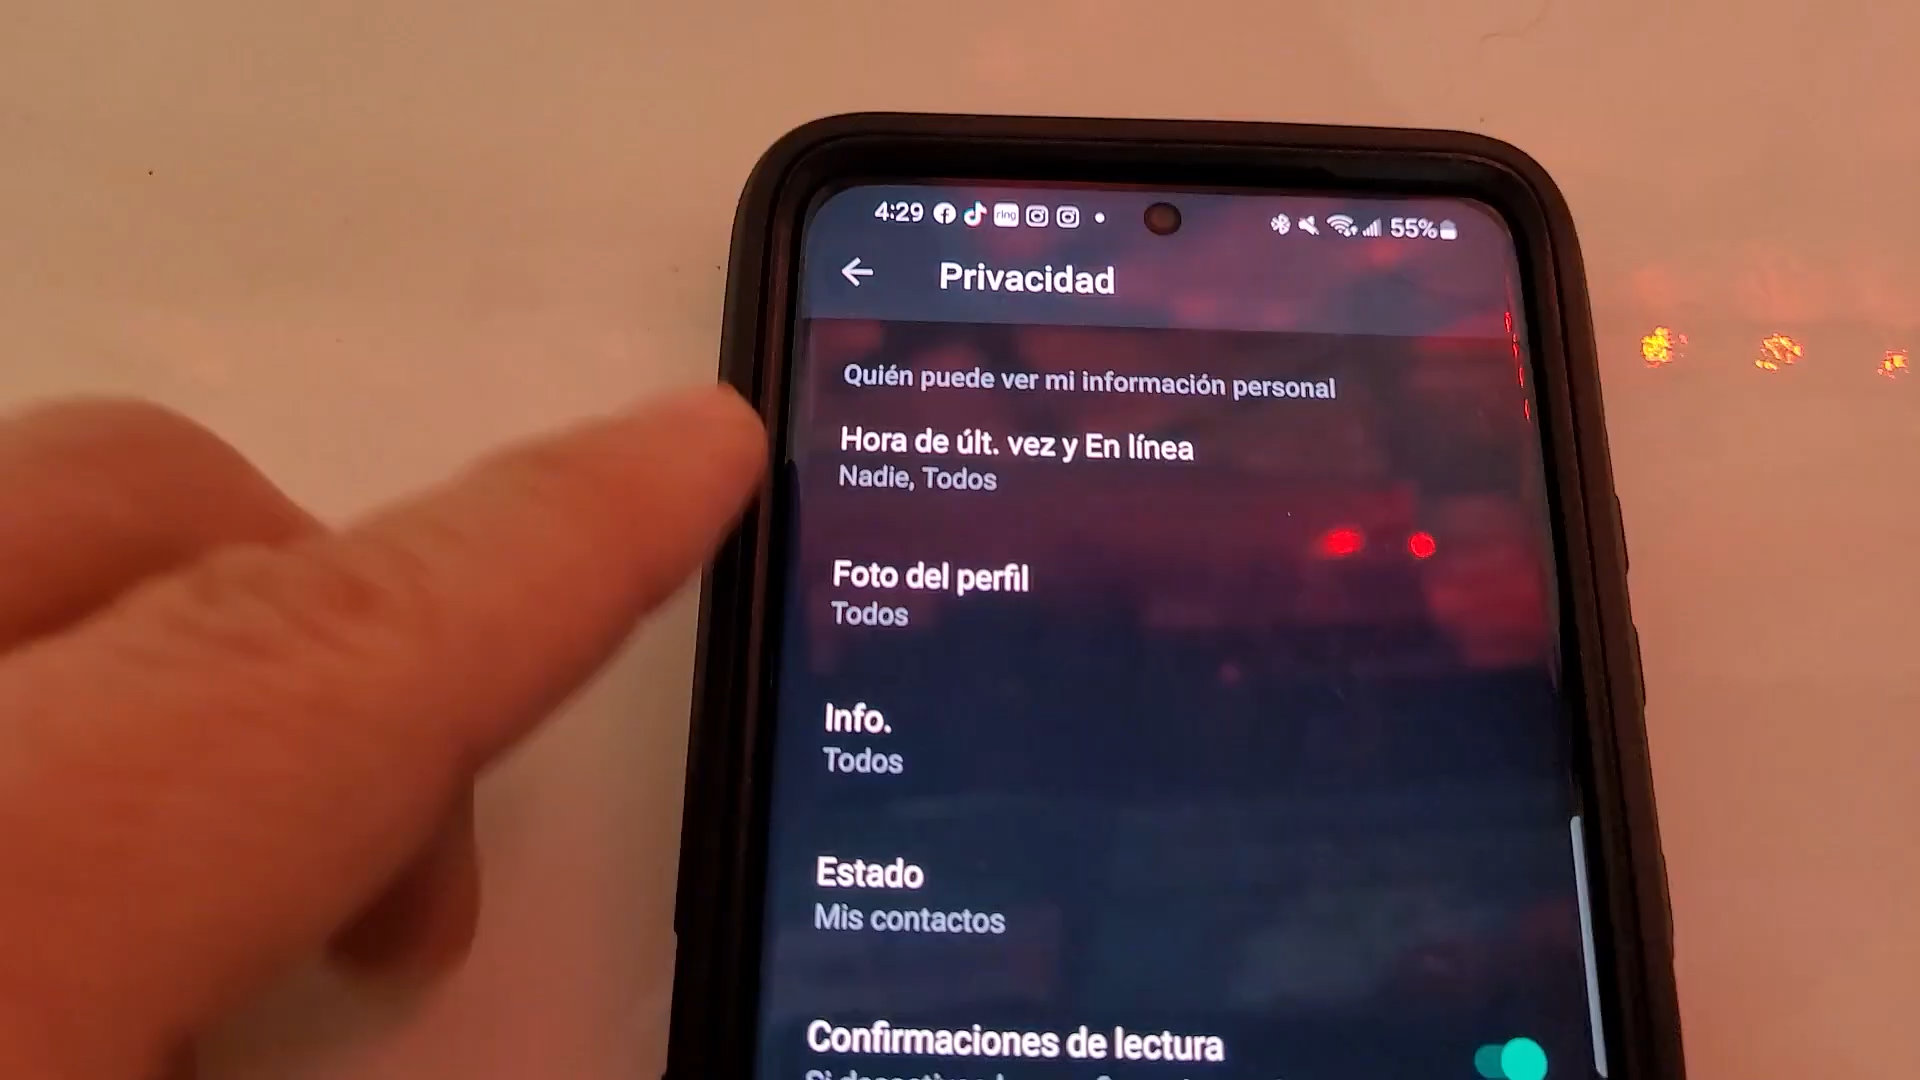 4:29 ring 55%
Privacidad
Quién puede ver mi información personal
Hora de últ. vez y En línea
Nadie, Todos
Foto del perfil
Todos
Info.
Todos
Estado
Mis contactos
Confirmaciones de lectura